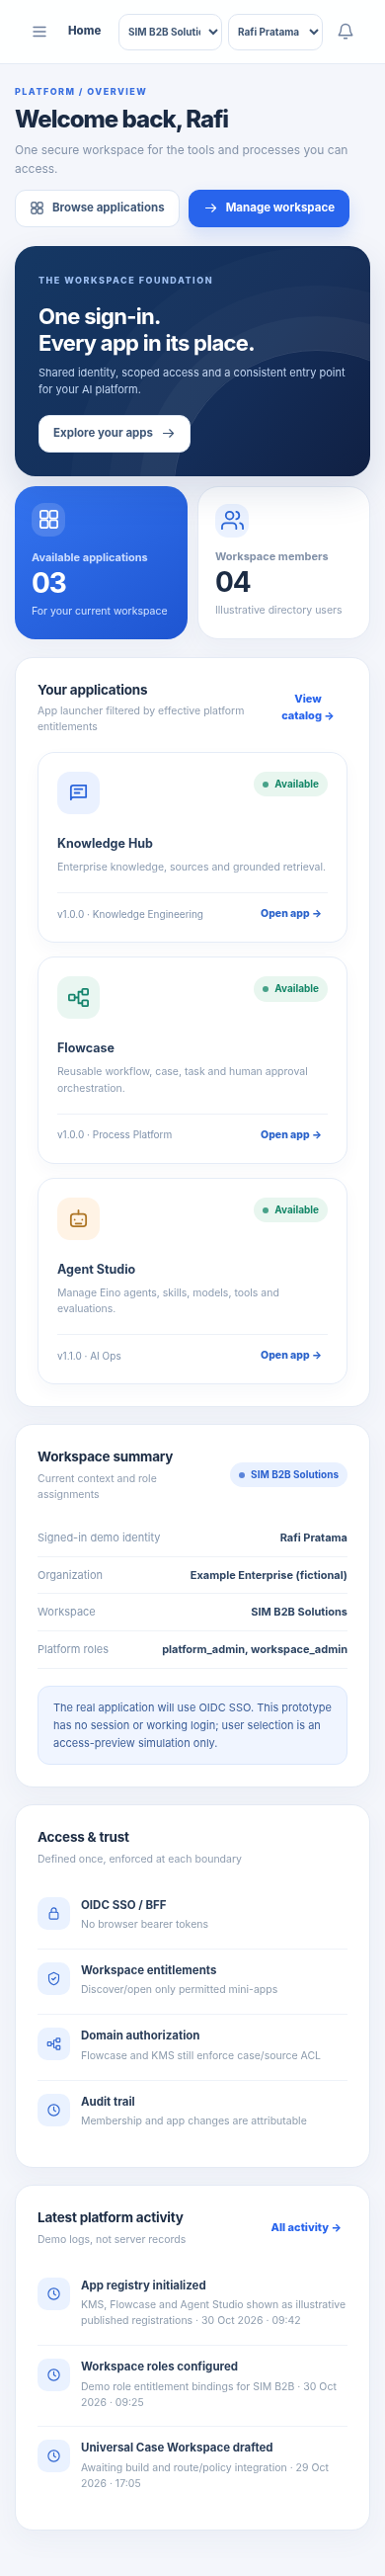 Home
SIM B2B Soluti
Rafi Pratama
PLATFORM / OVERVIEW
Welcome back, Rafi
One secure workspace for the tools and processes you can
access.
Browse applications
→ Manage workspace
THE WORKSPACE FOUNDATION
One sign-in.
Every app in its place.
Shared identity, scoped access and a consistent entry point
for your AI platform.
Explore your apps →
Available applications
03
For your current workspace
Workspace members
04
Illustrative directory users
Your applications
App launcher filtered by effective platform
entitlements
View
catalog →
Available
Knowledge Hub
Enterprise knowledge, sources and grounded retrieval.
v1.0.0 · Knowledge Engineering
Open app →
Available
Flowcase
Reusable workflow, case, task and human approval
orchestration.
v1.0.0 · Process Platform
Open app →
Available
Agent Studio
Manage Eino agents, skills, models, tools and
evaluations.
v1.1.0 · AI Ops
Open app →
Workspace summary
Current context and role
assignments
SIM B2B Solutions
Signed-in demo identity
Rafi Pratama
Organization
Example Enterprise (fictional)
Workspace
SIM B2B Solutions
Platform roles
platform_admin, workspace_admin
The real application will use OIDC SSO. This prototype
has no session or working login; user selection is an
access-preview simulation only.
Access & trust
Defined once, enforced at each boundary
OIDC SSO / BFF
No browser bearer tokens
Workspace entitlements
Discover/open only permitted mini-apps
Domain authorization
Flowcase and KMS still enforce case/source ACL
Audit trail
Membership and app changes are attributable
Latest platform activity
Demo logs, not server records
All activity →
App registry initialized
KMS, Flowcase and Agent Studio shown as illustrative
published registrations · 30 Oct 2026 · 09:42
Workspace roles configured
Demo role entitlement bindings for SIM B2B · 30 Oct
2026 · 09:25
Universal Case Workspace drafted
Awaiting build and route/policy integration · 29 Oct
2026 · 17:05